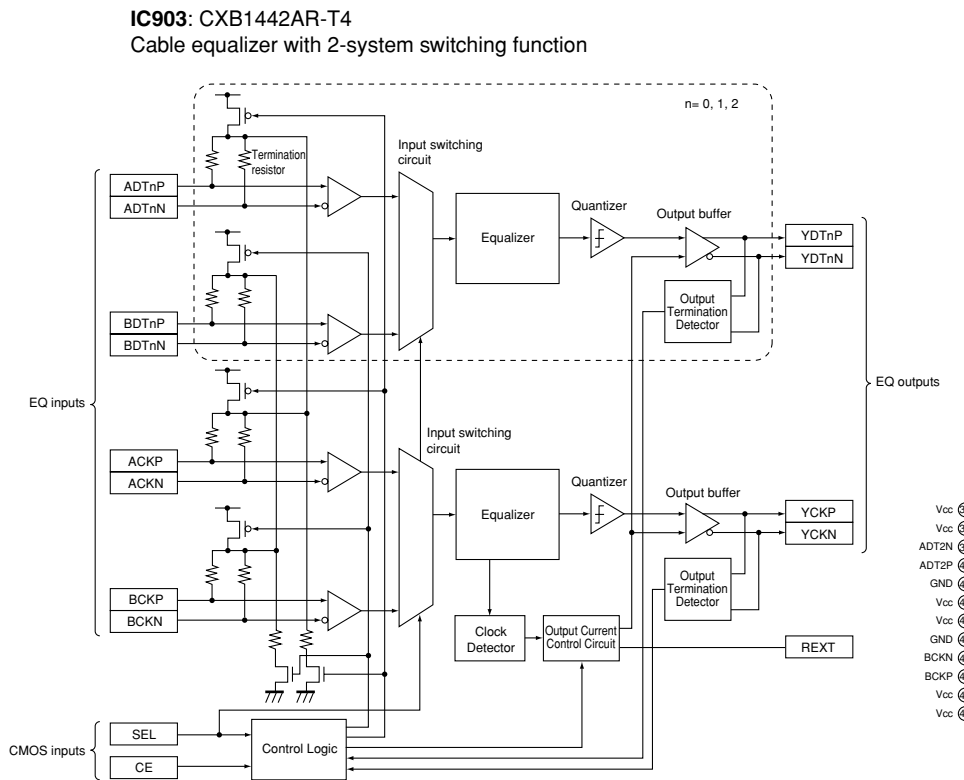 IC903: CXB1442AR-T4
Cable equalizer with 2-system switching function
n= 0, 1, 2
Input switching
circuit
Termination
resistor
ADTnP
ADTnN
Equalizer
Quantizer
Output buffer
YDTnP
YDTnN
Output
Termination
Detector
BDTnP
BDTnN
EQ inputs
EQ outputs
Input switching
circuit
ACKP
ACKN
Equalizer
Quantizer
Output buffer
YCKP
YCKN
Output
Termination
Detector
BCKP
BCKN
Clock
Detector
Output Current
Control Circuit
REXT
CMOS inputs
SEL
CE
Control Logic
Vcc
Vcc
ADT2N
ADT2P
GND
Vcc
Vcc
GND
BCKN
BCKP
Vcc
Vcc